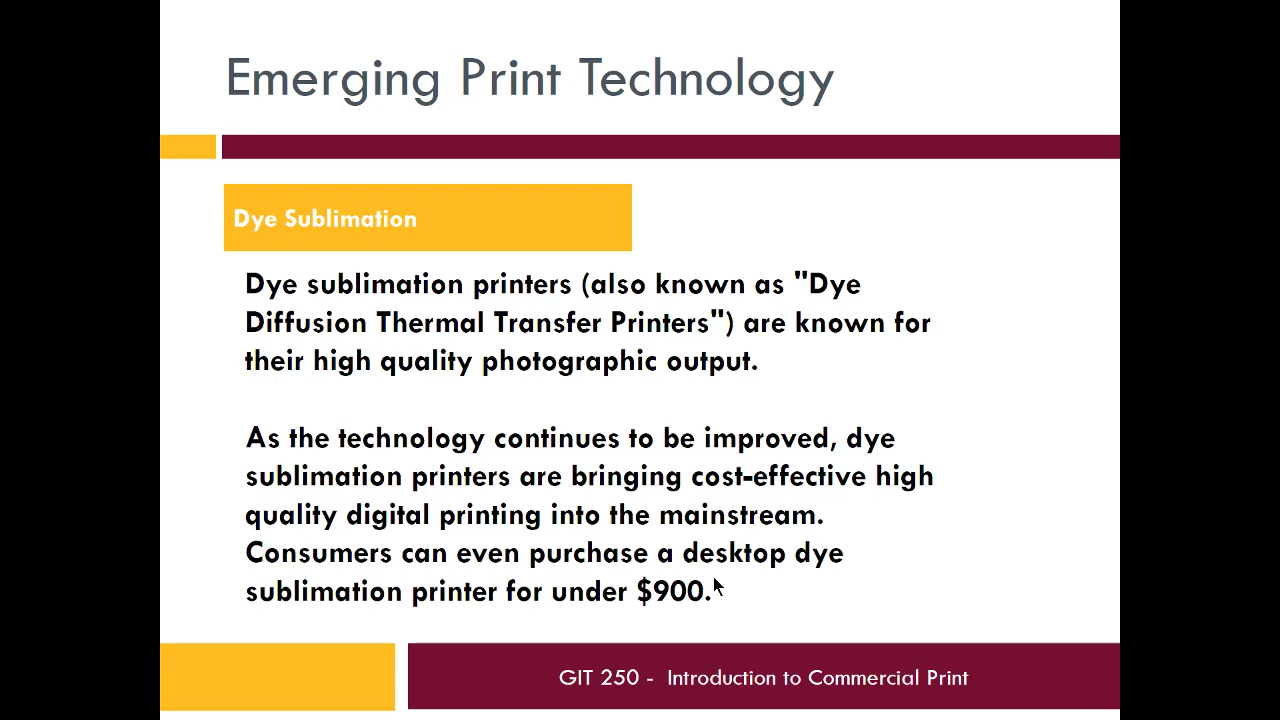 Emerging Print Technology
Dye Sublimation
Dye sublimation printers (also known as "Dye
Diffusion Thermal Transfer Printers") are known for
their high quality photographic output.
As the technology continues to be improved, dye
sublimation printers are bringing cost-effective high
quality digital printing into the mainstream.
Consumers can even purchase a desktop dye
sublimation printer for under $900.
GIT 250 - Introduction to Commercial Print